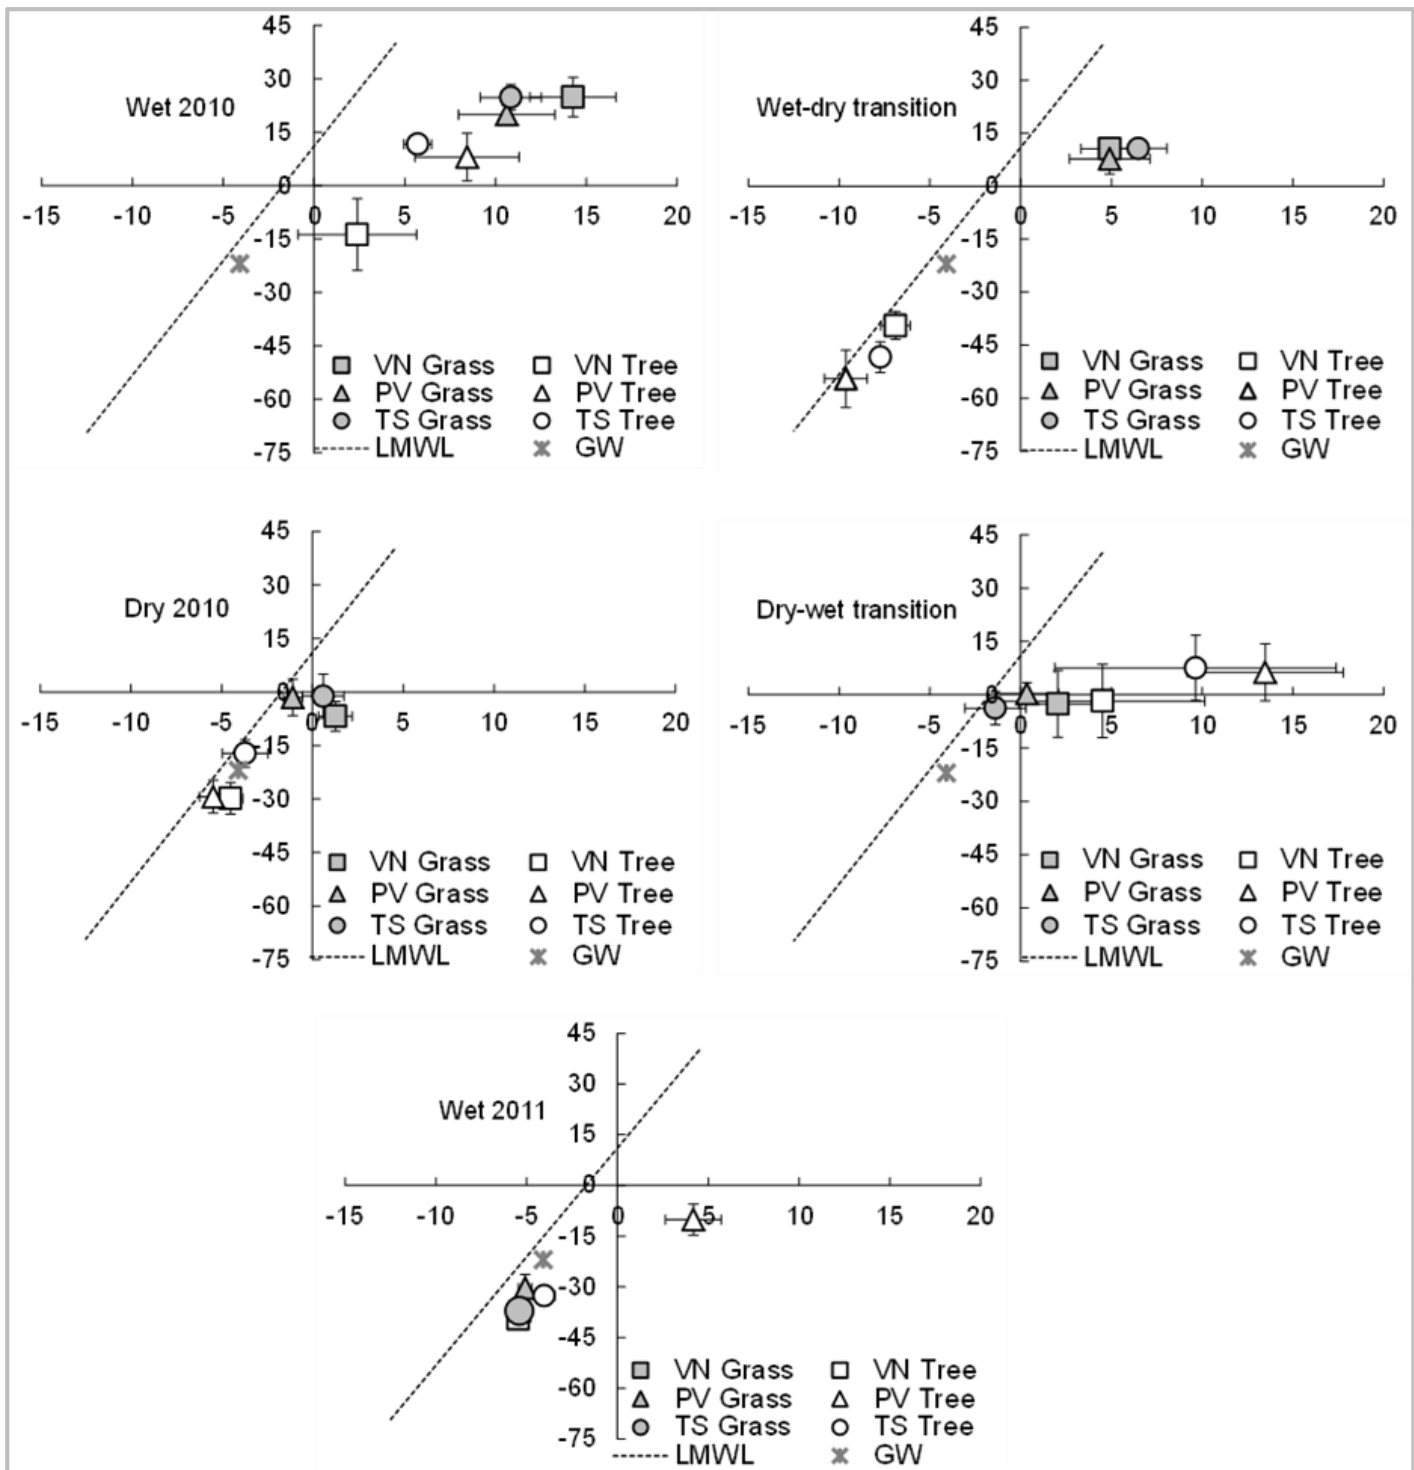 45
30
Wet 2010
15
0
-15 -10 -5 0 5 10 15 20
-15
-30
-45
VN Grass VN Tree
PV Grass PV Tree
-60
TS Grass TS Tree
-75
LMWL GW
45
30
Wet-dry transition
15
0
-15 -10 -5 0 5 10 15 20
-15
-30
-45
VN Grass VN Tree
PV Grass PV Tree
-60
TS Grass TS Tree
-75
LMWL GW
45
30
Dry 2010
15
0
-15 -10 -5 0 5 10 15 20
-15
-30
-45
VN Grass VN Tree
PV Grass PV Tree
-60
TS Grass TS Tree
-75
LMWL GW
45
30
Dry-wet transition
15
0
-15 -10 -5 0 5 10 15 20
-15
-30
-45
VN Grass VN Tree
PV Grass PV Tree
-60
TS Grass TS Tree
-75
LMWL GW
45
30
Wet 2011
15
0
-15 -10 -5 0 5 10 15 20
-15
-30
-45
VN Grass VN Tree
-60
PV Grass PV Tree
TS Grass TS Tree
-75
LMWL GW